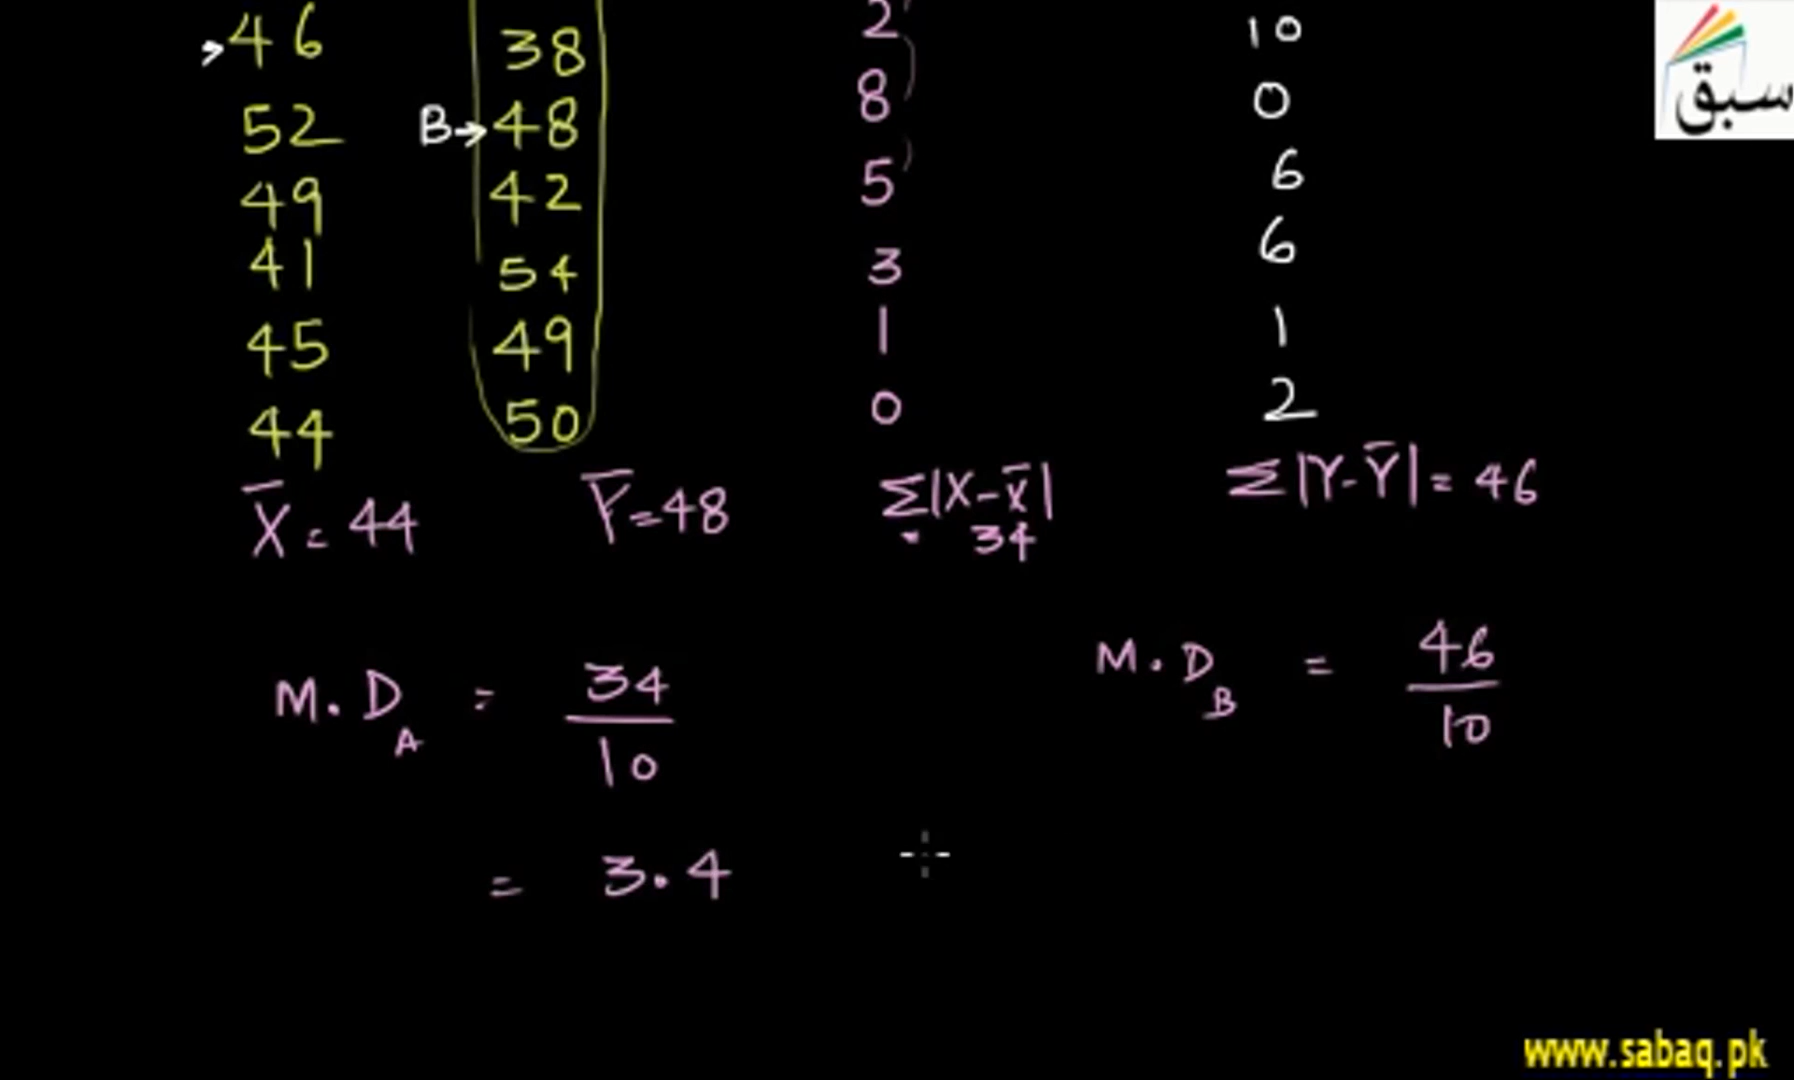 46 38 2 10
سبق
52 B→48 8 0
49 42 5 6
41 54 3 6
45 49 1 1
44 50 0 2
X̄ = 44 Ȳ = 48 Σ|X-X̄| Σ|Y-Ȳ| = 46
34
M.D_A = 34/10 M.D_B = 46/10
= 3.4
www.sabaq.pk